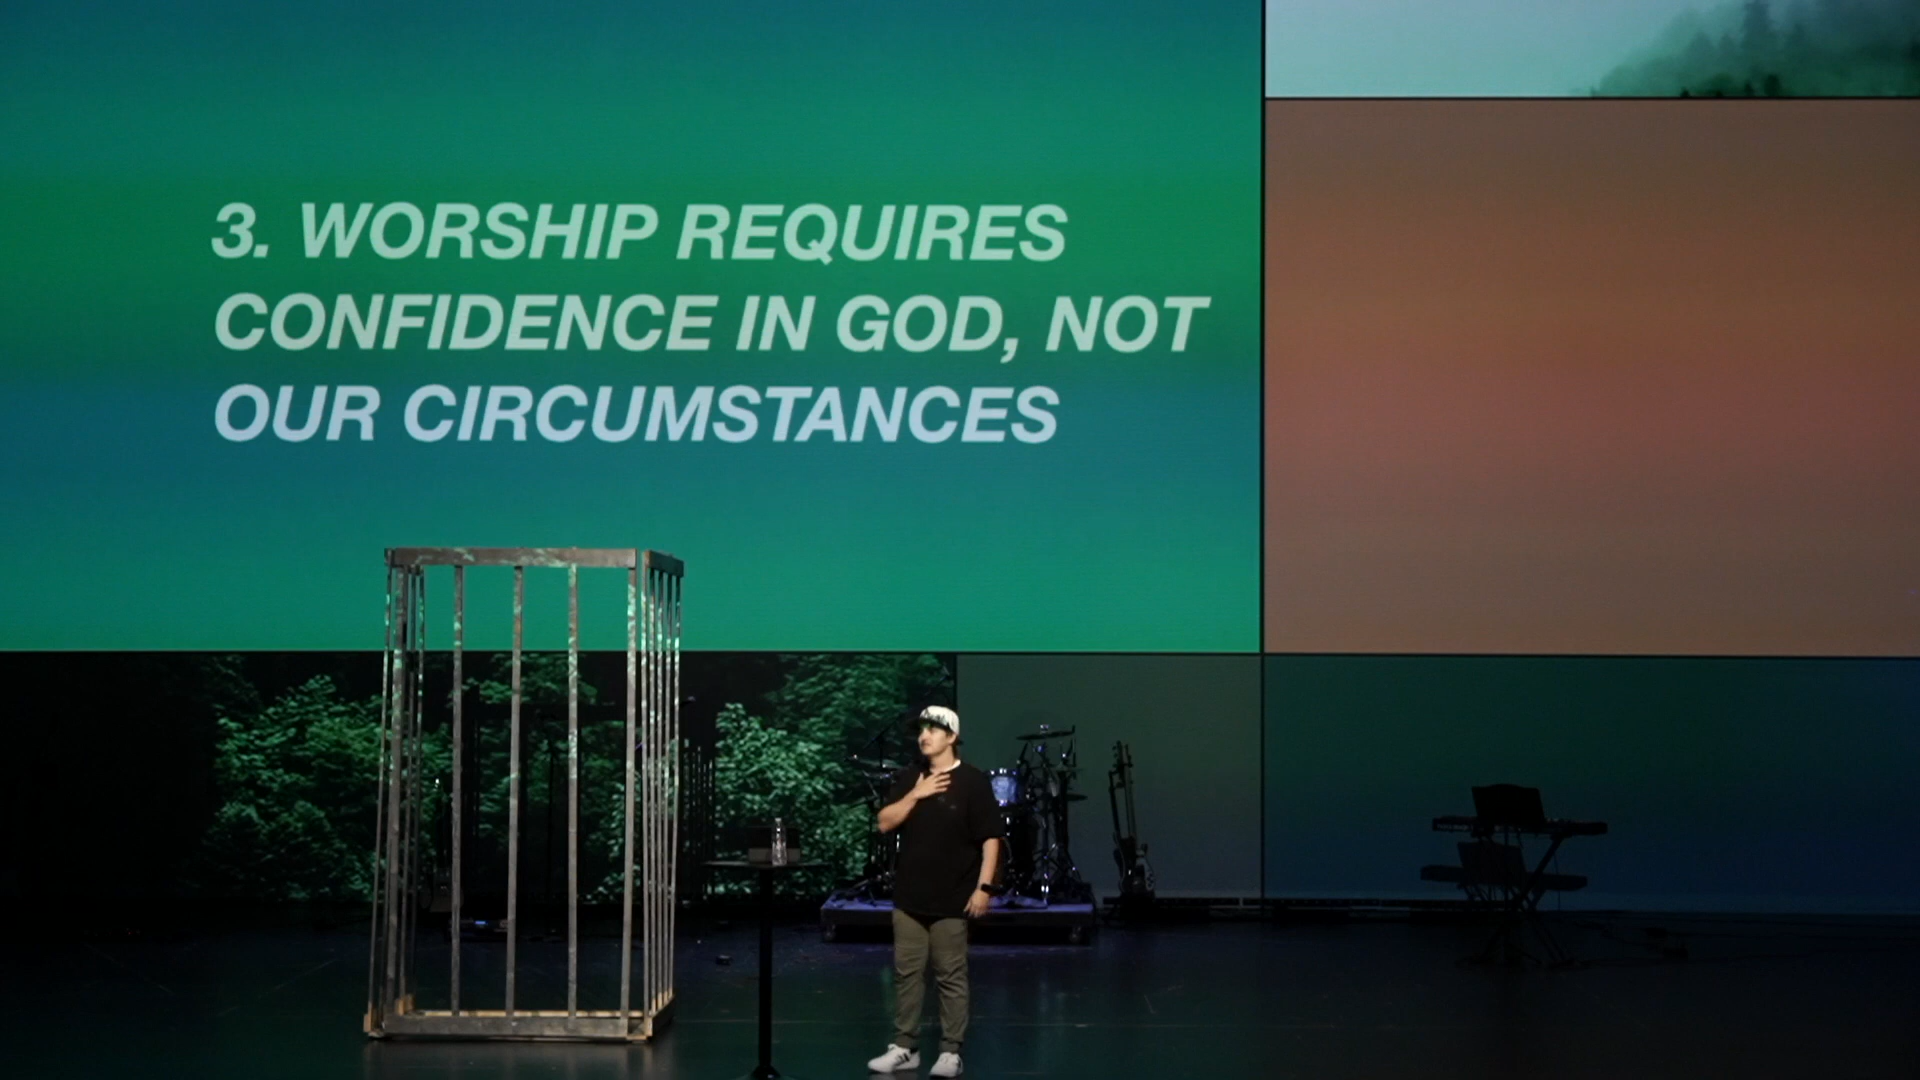 3. WORSHIP REQUIRES
CONFIDENCE IN GOD, NOT
OUR CIRCUMSTANCES